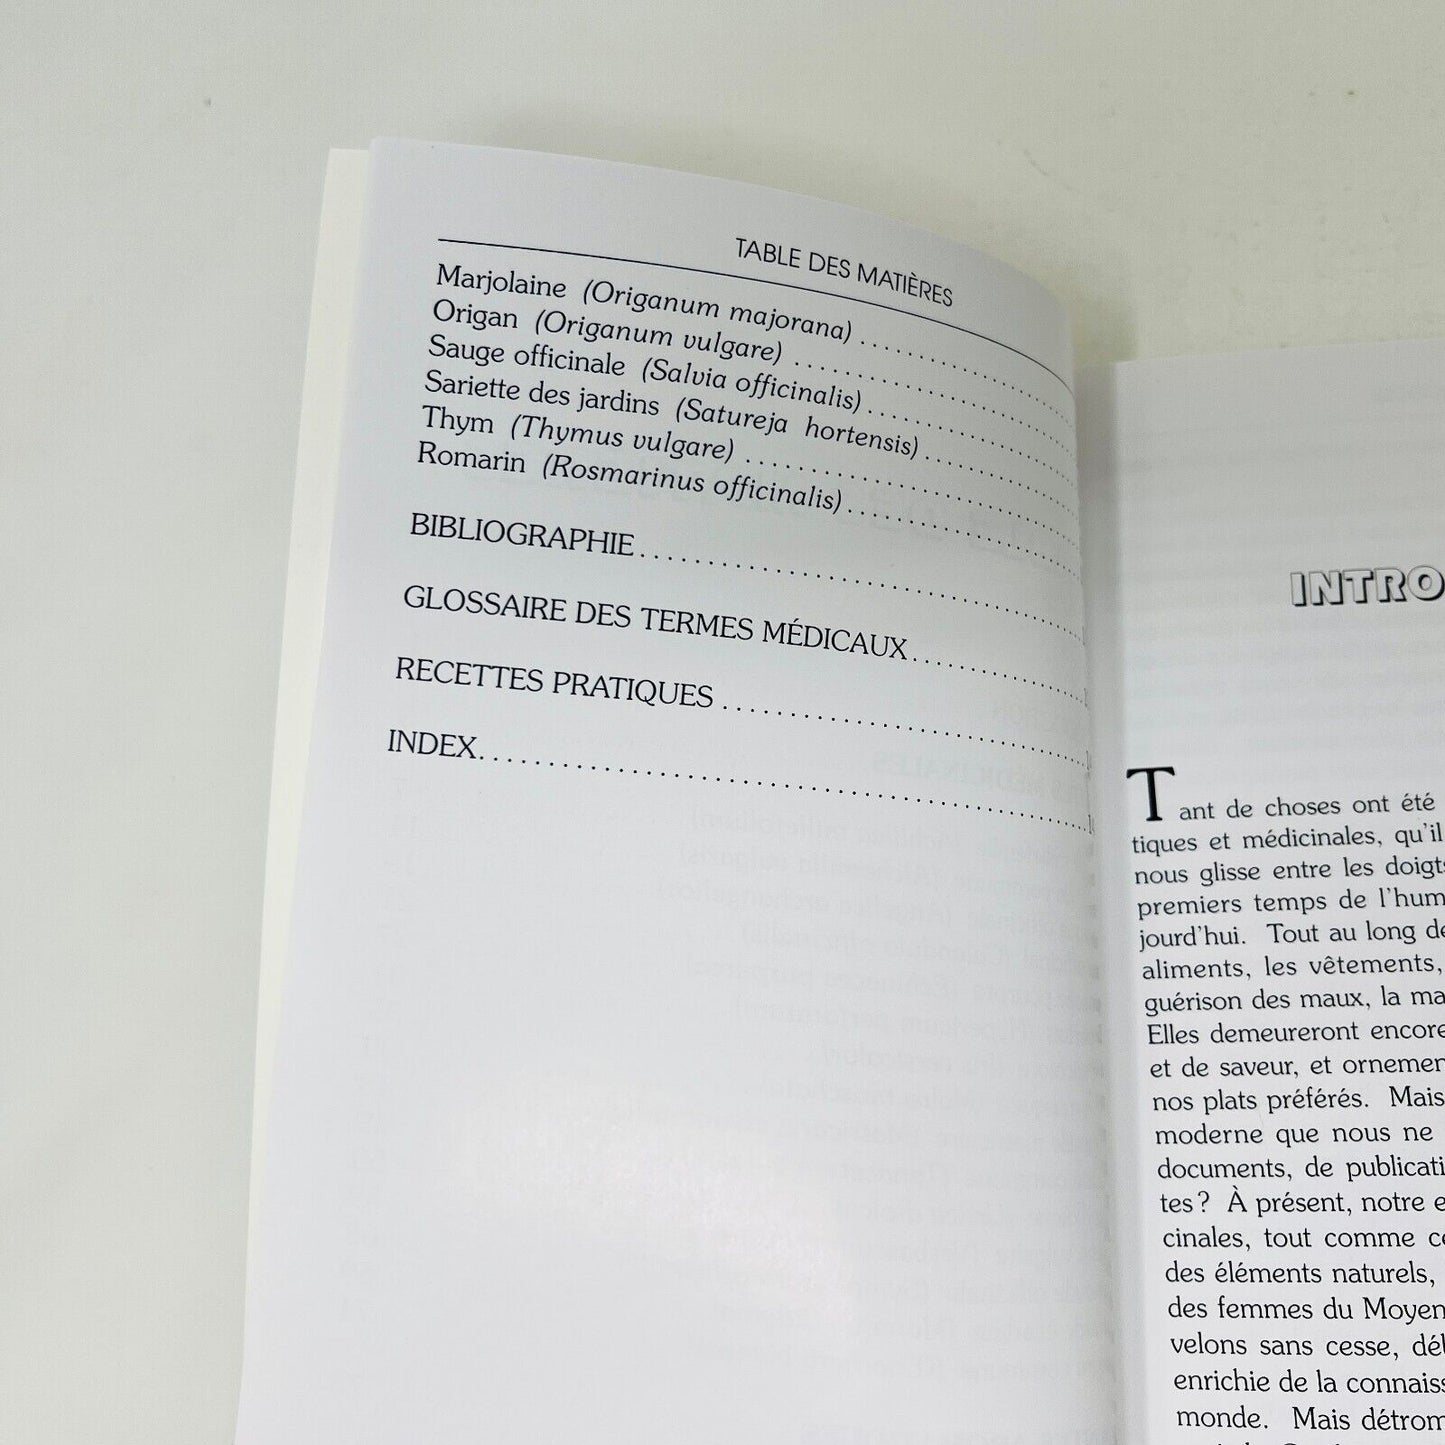 TABLE DES MATIÈRES
Marjolaine (Origanum majorana)
Origan (Origanum vulgare)
Sauge officinale (Salvia officinalis)
Sariette des jardins (Satureja hortensis)
Thym (Thymus vulgare)
Romarin (Rosmarinus officinalis)
BIBLIOGRAPHIE
GLOSSAIRE DES TERMES MÉDICAUX
RECETTES PRATIQUES
INDEX
INTRO
Tant de choses ont été
tiques et médicinales, qu'il
nous glisse entre les doigts
premiers temps de l'hum
jourd'hui. Tout au long de
aliments, les vêtements,
guérison des maux, la ma
Elles demeureront encore
et de saveur, et ornemen
nos plats préférés. Mais
moderne que nous ne
documents, de publicati
tes? À présent, notre e
cinales, tout comme ce
des éléments naturels,
des femmes du Moyen
velons sans cesse, dél
enrichie de la connaiss
monde. Mais détrom